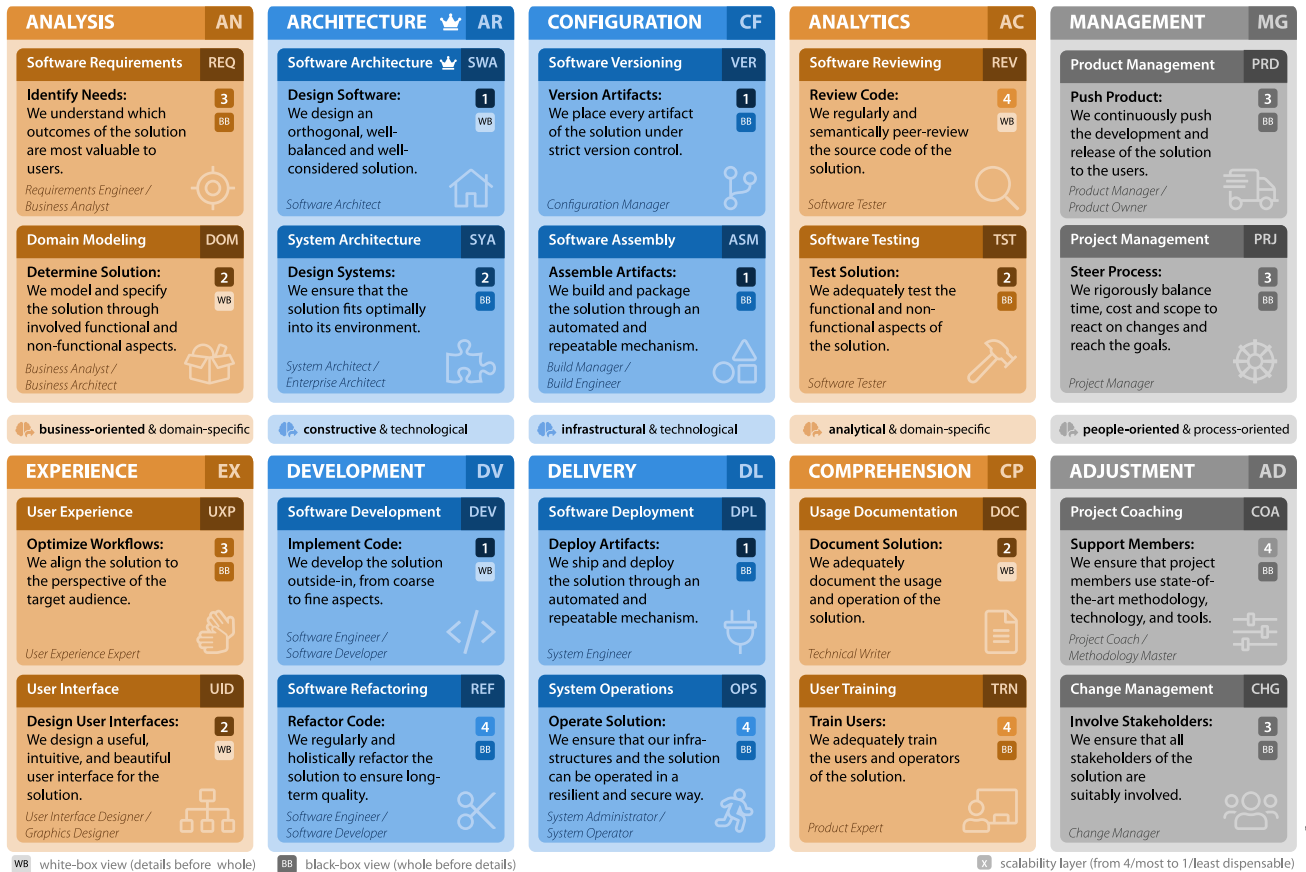 ANALYSIS AN
Software Requirements REQ
Identify Needs:
We understand which
outcomes of the solution
are most valuable to
users.
3
BB
Requirements Engineer /
Business Analyst
Domain Modeling DOM
Determine Solution:
We model and specify
the solution through
involved functional and
non-functional aspects.
2
WB
Business Analyst /
Business Architect
ARCHITECTURE AR
Software Architecture SWA
Design Software:
We design an
orthogonal, well-
balanced and well-
considered solution.
1
WB
Software Architect
System Architecture SYA
Design Systems:
We ensure that the
solution fits optimally
into its environment.
2
BB
System Architect /
Enterprise Architect
CONFIGURATION CF
Software Versioning VER
Version Artifacts:
We place every artifact
of the solution under
strict version control.
1
BB
Configuration Manager
Software Assembly ASM
Assemble Artifacts:
We build and package
the solution through an
automated and
repeatable mechanism.
1
BB
Build Manager /
Build Engineer
ANALYTICS AC
Software Reviewing REV
Review Code:
We regularly and
semantically peer-review
the source code of the
solution.
4
WB
Software Tester
Software Testing TST
Test Solution:
We adequately test the
functional and non-
functional aspects of
the solution.
2
BB
Software Tester
MANAGEMENT MG
Product Management PRD
Push Product:
We continuously push
the development and
release of the solution
to the users.
3
BB
Product Manager /
Product Owner
Project Management PRJ
Steer Process:
We rigorously balance
time, cost and scope to
react on changes and
reach the goals.
3
BB
Project Manager
business-oriented & domain-specific
constructive & technological
infrastructural & technological
analytical & domain-specific
people-oriented & process-oriented
EXPERIENCE EX
User Experience UXP
Optimize Workflows:
We align the solution to
the perspective of the
target audience.
3
BB
User Experience Expert
User Interface UID
Design User Interfaces:
We design a useful,
intuitive, and beautiful
user interface for the
solution.
2
WB
User Interface Designer /
Graphics Designer
DEVELOPMENT DV
Software Development DEV
Implement Code:
We develop the solution
outside-in, from coarse
to fine aspects.
1
WB
Software Engineer /
Software Developer
Software Refactoring REF
Refactor Code:
We regularly and
holistically refactor the
solution to ensure long-
term quality.
4
BB
Software Engineer /
Software Developer
DELIVERY DL
Software Deployment DPL
Deploy Artifacts:
We ship and deploy
the solution through an
automated and
repeatable mechanism.
1
BB
System Engineer
System Operations OPS
Operate Solution:
We ensure that our infra-
structures and the solution
can be operated in a
resilient and secure way.
4
BB
System Administrator /
System Operator
COMPREHENSION CP
Usage Documentation DOC
Document Solution:
We adequately
document the usage
and operation of the
solution.
2
WB
Technical Writer
User Training TRN
Train Users:
We adequately train
the users and operators
of the solution.
4
BB
Product Expert
ADJUSTMENT AD
Project Coaching COA
Support Members:
We ensure that project
members use state-of-
the-art methodology,
technology, and tools.
4
BB
Project Coach /
Methodology Master
Change Management CHG
Involve Stakeholders:
We ensure that all
stakeholders of the
solution are
suitably involved.
3
BB
Change Manager
WB white-box view (details before whole)
BB black-box view (whole before details)
X scalability layer (from 4/most to 1/least dispensable)